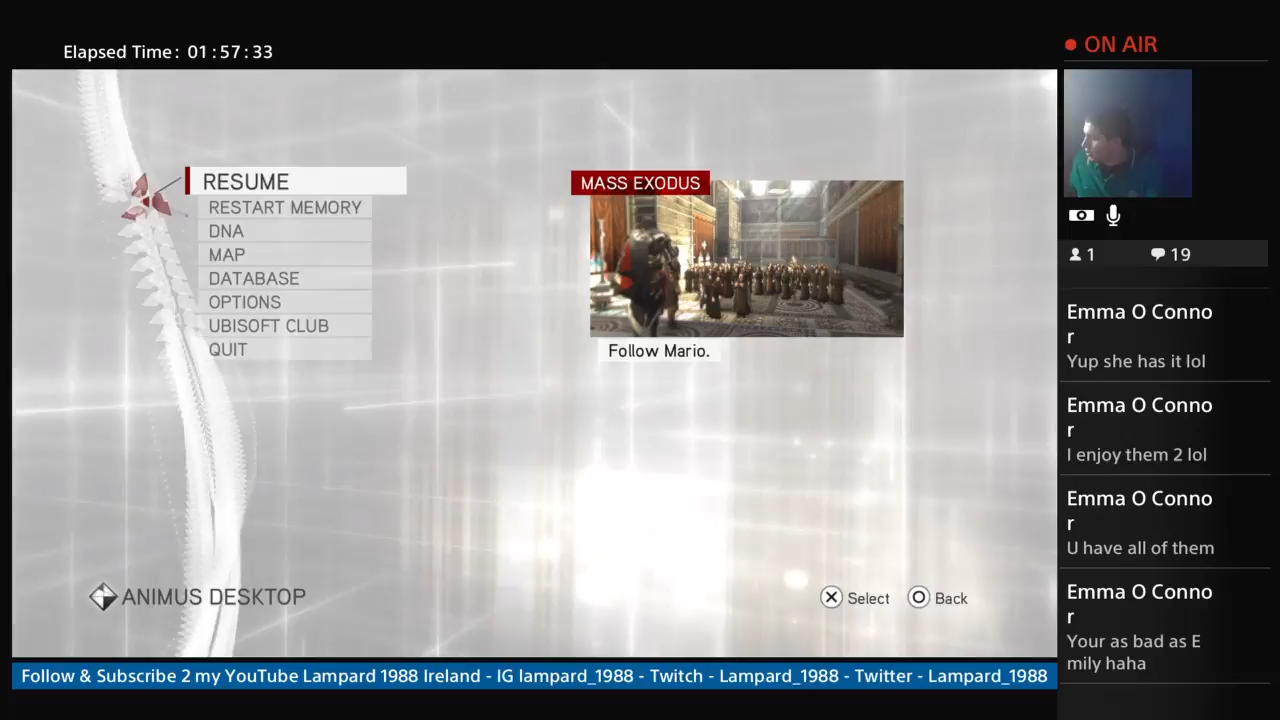 Elapsed Time: 01:57:33
ON AIR
RESUME
RESTART MEMORY
DNA
MAP
DATABASE
OPTIONS
UBISOFT CLUB
QUIT
MASS EXODUS
Follow Mario.
ANIMUS DESKTOP
Select
Back
1
19
Emma O Conno
r
Yup she has it lol
Emma O Conno
r
I enjoy them 2 lol
Emma O Conno
r
U have all of them
Emma O Conno
r
Your as bad as E
mily haha
Follow & Subscribe 2 my YouTube Lampard 1988 Ireland - IG lampard_1988 - Twitch - Lampard_1988 - Twitter - Lampard_1988